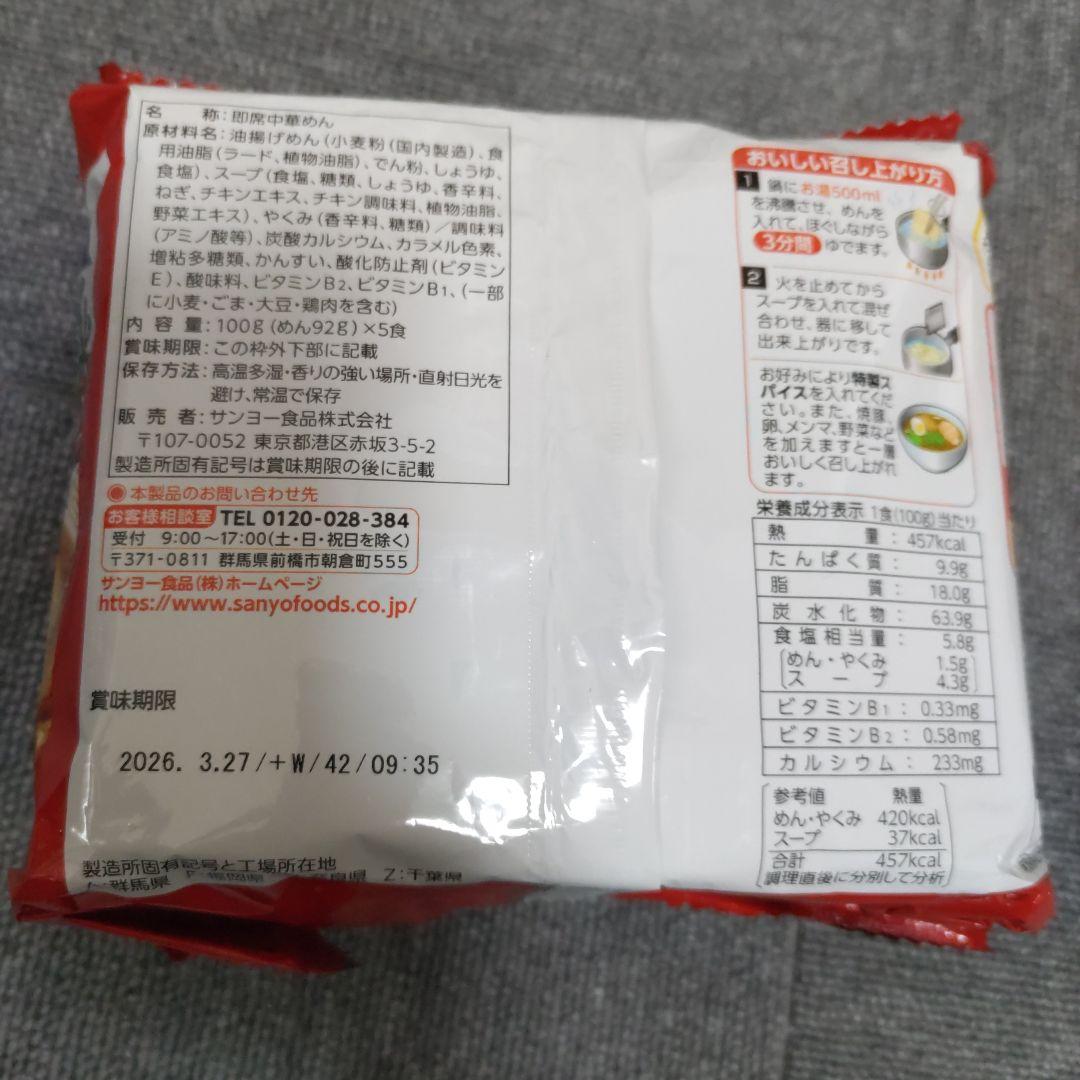 名 称:即席中華めん
原材料名:油揚げめん(小麦粉(国内製造)、食
用油脂(ラード、植物油脂)、でん粉、しょうゆ、
食塩)、スープ(食塩、糖類、しょうゆ、香辛料、
ねぎ、チキンエキス、チキン調味料、植物油脂、
野菜エキス)、やくみ(香辛料、糖類)/調味料
(アミノ酸等)、炭酸カルシウム、カラメル色素、
増粘多糖類、かんすい、酸化防止剤(ビタミン
E)、酸味料、ビタミンB2、ビタミンB1、(一部
に小麦・ごま・大豆・鶏肉を含む)
内容量:100g(めん92g)×5食
賞味期限:この枠外下部に記載
保存方法:高温多湿・香りの強い場所・直射日光を
避け、常温で保存
販売者:サンヨー食品株式会社
〒107-0052 東京都港区赤坂3-5-2
製造所固有記号は賞味期限の後に記載
●本製品のお問い合わせ先
お客様相談室 TEL 0120-028-384
受付 9:00~17:00(土・日・祝日を除く)
〒371-0811 群馬県前橋市朝倉町555
サンヨー食品(株)ホームページ
https://www.sanyofoods.co.jp/
賞味期限
2026. 3.27/+W/42/09:35
製造所固有記号と工場所在地
群馬県 Z:千葉県
おいしい召し上がり方
1 鍋にお湯500ml
を沸騰させ、めんを
入れて、ほぐしながら
3分間ゆでます。
2 火を止めてから
スープを入れて混ぜ
合わせ、器に移して
出来上がりです。
お好みにより特製ス
パイスを入れてくだ
さい。また、焼豚、
卵、メンマ、野菜など
を加えますと一層
おいしく召し上がれ
ます。
栄養成分表示 1食(100g)当たり
熱量:457kcal
たんぱく質:9.9g
脂質:18.0g
炭水化物:63.9g
食塩相当量:5.8g
(めん・やくみ 1.5g
スープ 4.3g)
ビタミンB1:0.33mg
ビタミンB2:0.58mg
カルシウム:233mg
参考値 熱量
めん・やくみ 420kcal
スープ 37kcal
合計 457kcal
調理直後に分別して分析